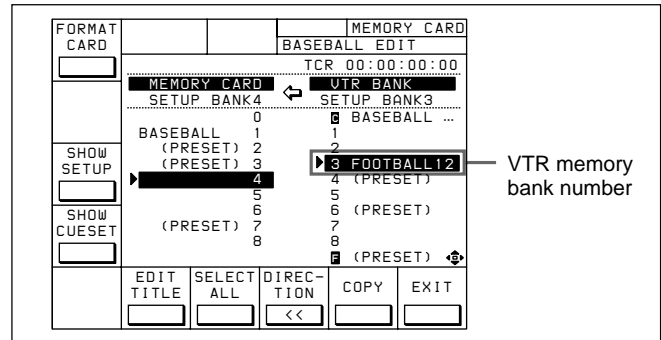 FORMAT
CARD
MEMORY CARD
BASEBALL EDIT
TCR 00:00:00:00
MEMORY CARD
SETUP BANK4
VTR BANK
SETUP BANK3
0
C BASEBALL ...
BASEBALL 1
1
(PRESET) 2
2
(PRESET) 3
3 FOOTBALL12
4
4 (PRESET)
5
5
6
6 (PRESET)
(PRESET) 7
7
8
8
F (PRESET)
SHOW
SETUP
SHOW
CUESET
EDIT
TITLE
SELECT
ALL
DIREC-
TION
<<
COPY
EXIT
VTR memory
bank number